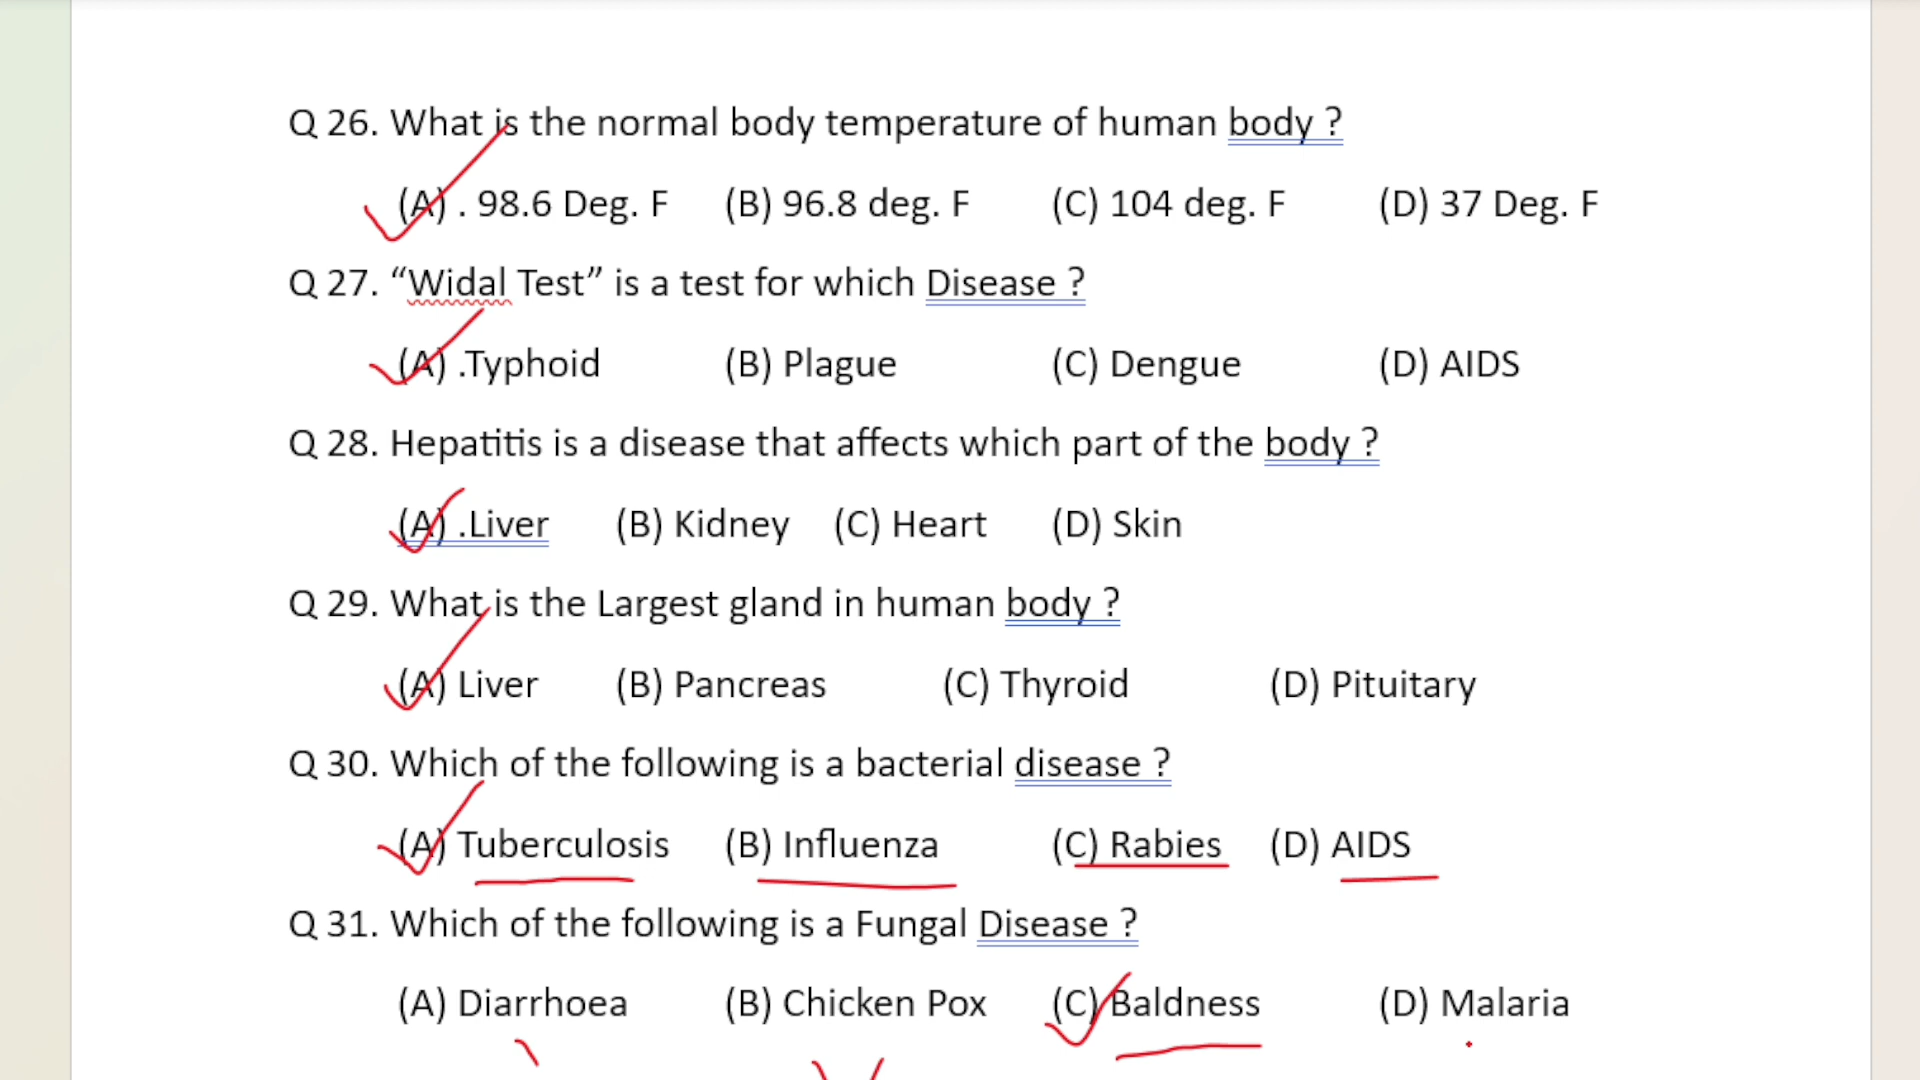 Q 26. What is the normal body temperature of human body ?
(A) . 98.6 Deg. F (B) 96.8 deg. F (C) 104 deg. F (D) 37 Deg. F
Q 27. “Widal Test” is a test for which Disease ?
(A) .Typhoid (B) Plague (C) Dengue (D) AIDS
Q 28. Hepatitis is a disease that affects which part of the body ?
(A) .Liver (B) Kidney (C) Heart (D) Skin
Q 29. What is the Largest gland in human body ?
(A) Liver (B) Pancreas (C) Thyroid (D) Pituitary
Q 30. Which of the following is a bacterial disease ?
(A) Tuberculosis (B) Influenza (C) Rabies (D) AIDS
Q 31. Which of the following is a Fungal Disease ?
(A) Diarrhoea (B) Chicken Pox (C) Baldness (D) Malaria